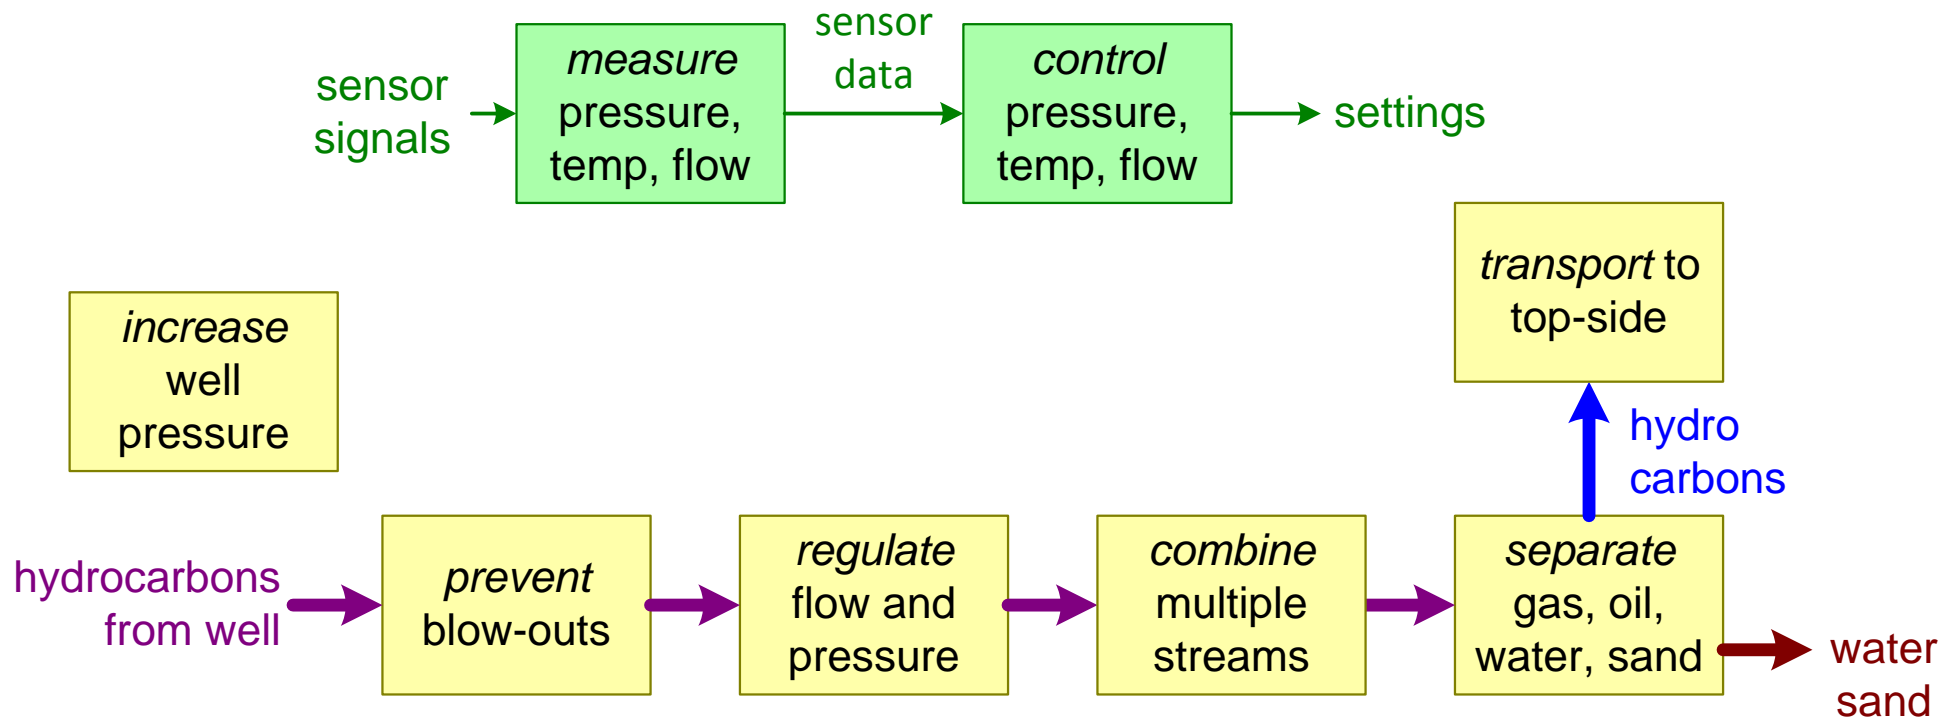 sensor
signals
measure
pressure,
temp, flow
sensor
data
control
pressure,
temp, flow
settings
increase
well
pressure
transport to
top-side
hydro
carbons
hydrocarbons
from well
prevent
blow-outs
regulate
flow and
pressure
combine
multiple
streams
separate
gas, oil,
water, sand
water
sand